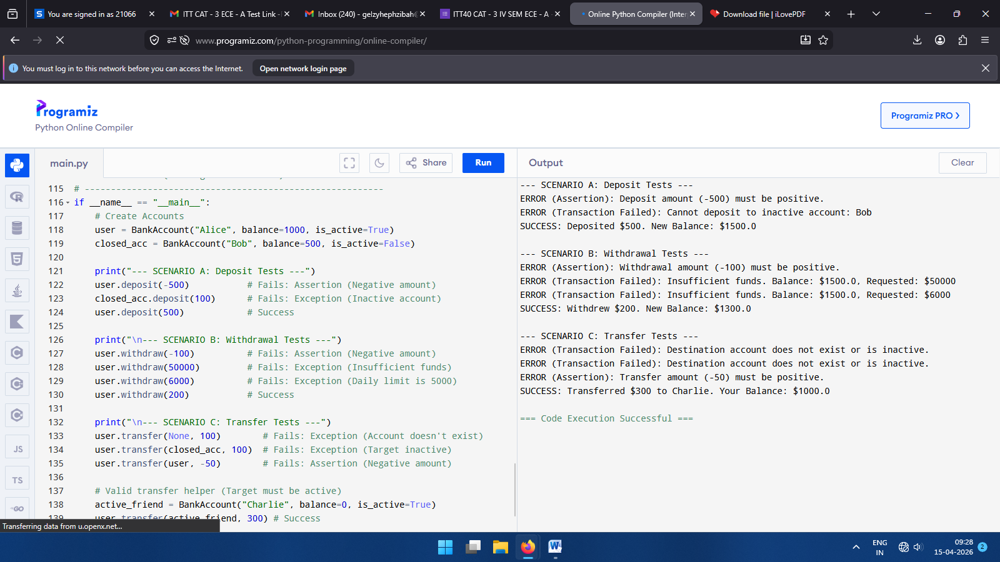 You are signed in as 21066
ITT CAT - 3 ECE - A Test Link -
Inbox (240) - gelzyhephzibah@
ITT40 CAT - 3 IV SEM ECE - A -
Online Python Compiler (Inter
Download file | iLovePDF
www.programiz.com/python-programming/online-compiler/
You must log in to this network before you can access the Internet.
Open network login page
Programiz
Python Online Compiler
Programiz PRO ❯
main.py
Share
Run
Output
Clear
115 # ---------------------------------------------------------
116 if __name__ == "__main__":
117     # Create Accounts
118     user = BankAccount("Alice", balance=1000, is_active=True)
119     closed_acc = BankAccount("Bob", balance=500, is_active=False)
120
121     print("--- SCENARIO A: Deposit Tests ---")
122     user.deposit(-500)           # Fails: Assertion (Negative amount)
123     closed_acc.deposit(100)      # Fails: Exception (Inactive account)
124     user.deposit(500)            # Success
125
126     print("\n--- SCENARIO B: Withdrawal Tests ---")
127     user.withdraw(-100)          # Fails: Assertion (Negative amount)
128     user.withdraw(50000)         # Fails: Exception (Insufficient funds)
129     user.withdraw(6000)          # Fails: Exception (Daily limit is 5000)
130     user.withdraw(200)           # Success
131
132     print("\n--- SCENARIO C: Transfer Tests ---")
133     user.transfer(None, 100)        # Fails: Exception (Account doesn't exist)
134     user.transfer(closed_acc, 100)  # Fails: Exception (Target inactive)
135     user.transfer(user, -50)        # Fails: Assertion (Negative amount)
136
137     # Valid transfer helper (Target must be active)
138     active_friend = BankAccount("Charlie", balance=0, is_active=True)
139     user.transfer(active_friend, 300) # Success
--- SCENARIO A: Deposit Tests ---
ERROR (Assertion): Deposit amount (-500) must be positive.
ERROR (Transaction Failed): Cannot deposit to inactive account: Bob
SUCCESS: Deposited $500. New Balance: $1500.0
--- SCENARIO B: Withdrawal Tests ---
ERROR (Assertion): Withdrawal amount (-100) must be positive.
ERROR (Transaction Failed): Insufficient funds. Balance: $1500.0, Requested: $50000
ERROR (Transaction Failed): Insufficient funds. Balance: $1500.0, Requested: $6000
SUCCESS: Withdrew $200. New Balance: $1300.0
--- SCENARIO C: Transfer Tests ---
ERROR (Transaction Failed): Destination account does not exist or is inactive.
ERROR (Transaction Failed): Destination account does not exist or is inactive.
ERROR (Assertion): Transfer amount (-50) must be positive.
SUCCESS: Transferred $300 to Charlie. Your Balance: $1000.0
=== Code Execution Successful ===
JS
TS
GO
Transferring data from u.openx.net...
ENG
IN
09:28
15-04-2026
2